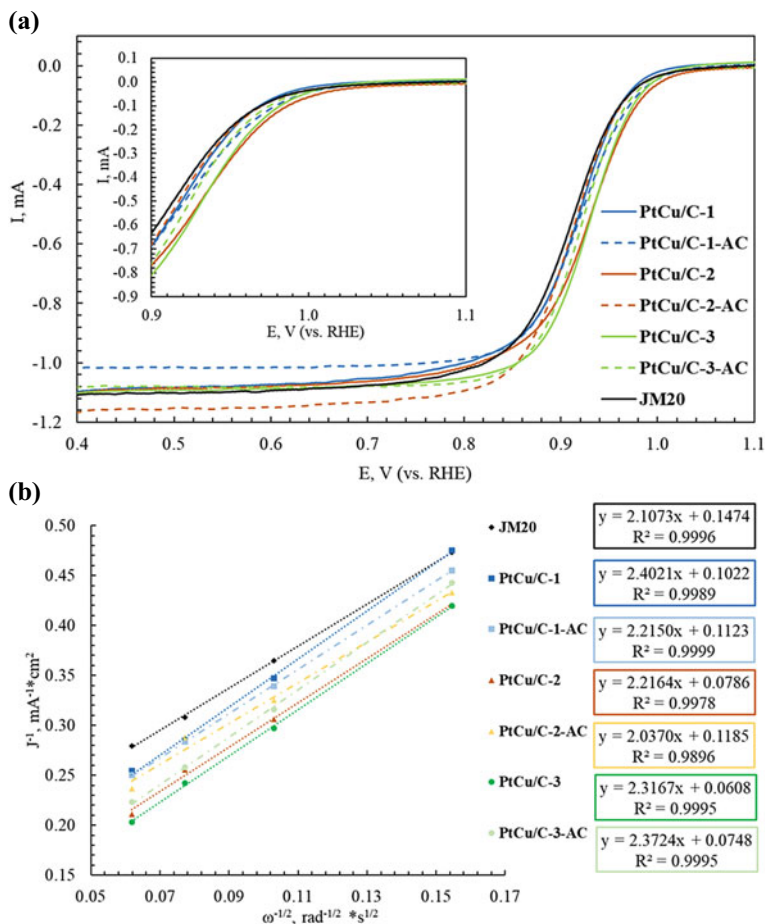 (a)
0.1
0.0
-0.1
-0.2
-0.3
-0.4
-0.5
-0.6
-0.7
-0.8
-0.9
I, mA
0.9
1.0
1.1
E, V (vs. RHE)
0.0
-0.2
-0.4
-0.6
-0.8
-1.0
-1.2
I, mA
PtCu/C-1
PtCu/C-1-AC
PtCu/C-2
PtCu/C-2-AC
PtCu/C-3
PtCu/C-3-AC
JM20
0.4
0.5
0.6
0.7
0.8
0.9
1.0
1.1
E, V (vs. RHE)
(b)
0.50
0.45
0.40
0.35
0.30
0.25
0.20
0.15
J⁻¹, mA⁻¹*cm²
0.05
0.07
0.09
0.11
0.13
0.15
0.17
ω⁻¹/², rad⁻¹/² *s¹/²
JM20
y = 2.1073x + 0.1474
R² = 0.9996
PtCu/C-1
y = 2.4021x + 0.1022
R² = 0.9989
PtCu/C-1-AC
y = 2.2150x + 0.1123
R² = 0.9999
PtCu/C-2
y = 2.2164x + 0.0786
R² = 0.9978
PtCu/C-2-AC
y = 2.0370x + 0.1185
R² = 0.9896
PtCu/C-3
y = 2.3167x + 0.0608
R² = 0.9995
PtCu/C-3-AC
y = 2.3724x + 0.0748
R² = 0.9995